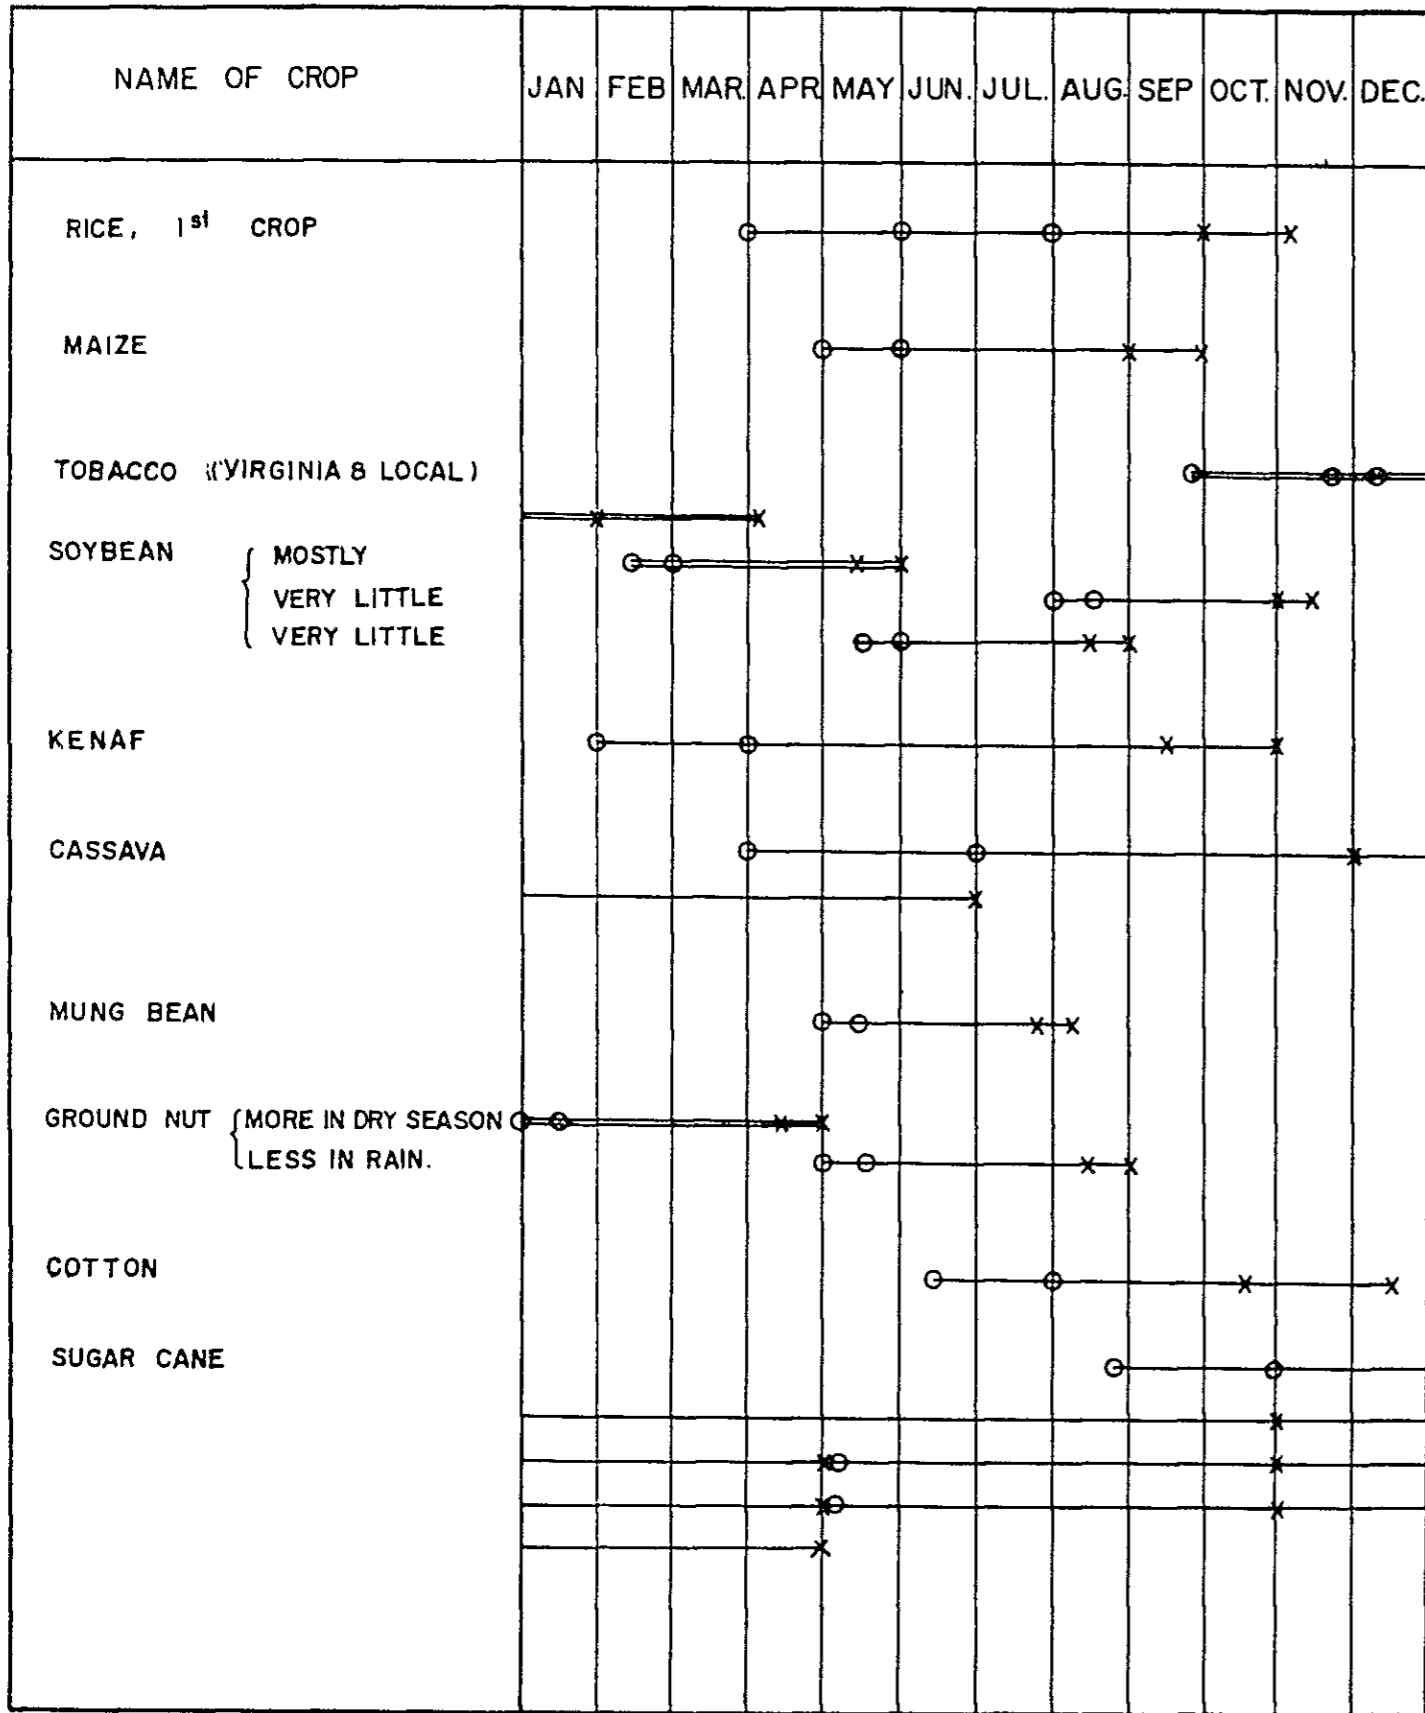 NAME OF CROP JAN FEB MAR. APR. MAY JUN. JUL. AUG. SEP OCT. NOV. DEC.
RICE, 1st CROP
MAIZE
TOBACCO ((VIRGINIA & LOCAL)
SOYBEAN { MOSTLY
VERY LITTLE
VERY LITTLE
KENAF
CASSAVA
MUNG BEAN
GROUND NUT { MORE IN DRY SEASON
LESS IN RAIN.
COTTON
SUGAR CANE